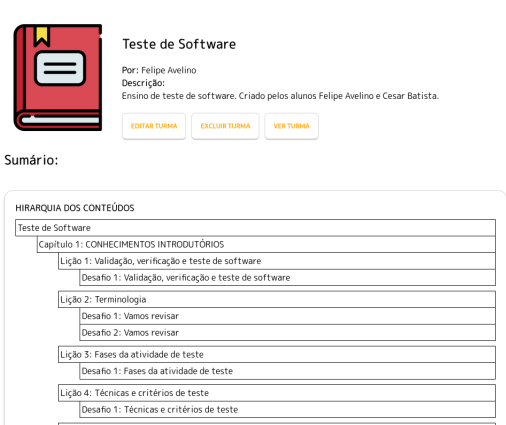 Teste de Software
Por: Felipe Avelino
Descrição:
Ensino de teste de software. Criado pelos alunos Felipe Avelino e Cesar Batista.
EDITAR TURMA EXCLUIR TURMA VER TURMA
Sumário:
HIRARQUIA DOS CONTEÚDOS
Teste de Software
Capítulo 1: CONHECIMENTOS INTRODUTÓRIOS
Lição 1: Validação, verificação e teste de software
Desafio 1: Validação, verificação e teste de software
Lição 2: Terminologia
Desafio 1: Vamos revisar
Desafio 2: Vamos revisar
Lição 3: Fases da atividade de teste
Desafio 1: Fases da atividade de teste
Lição 4: Técnicas e critérios de teste
Desafio 1: Técnicas e critérios de teste